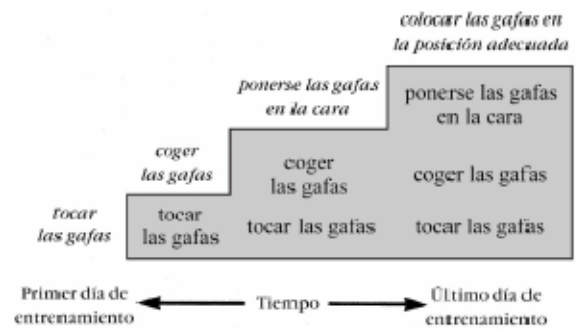 colocar las gafas en
la posición adecuada
ponerse las gafas
en la cara
coger
las gafas
tocar
las gafas
tocar
las gafas
coger
las gafas
tocar las gafas
ponerse las gafas
en la cara
coger las gafas
tocar las gafas
Primer día de
entrenamiento
Tiempo
Último día de
entrenamiento